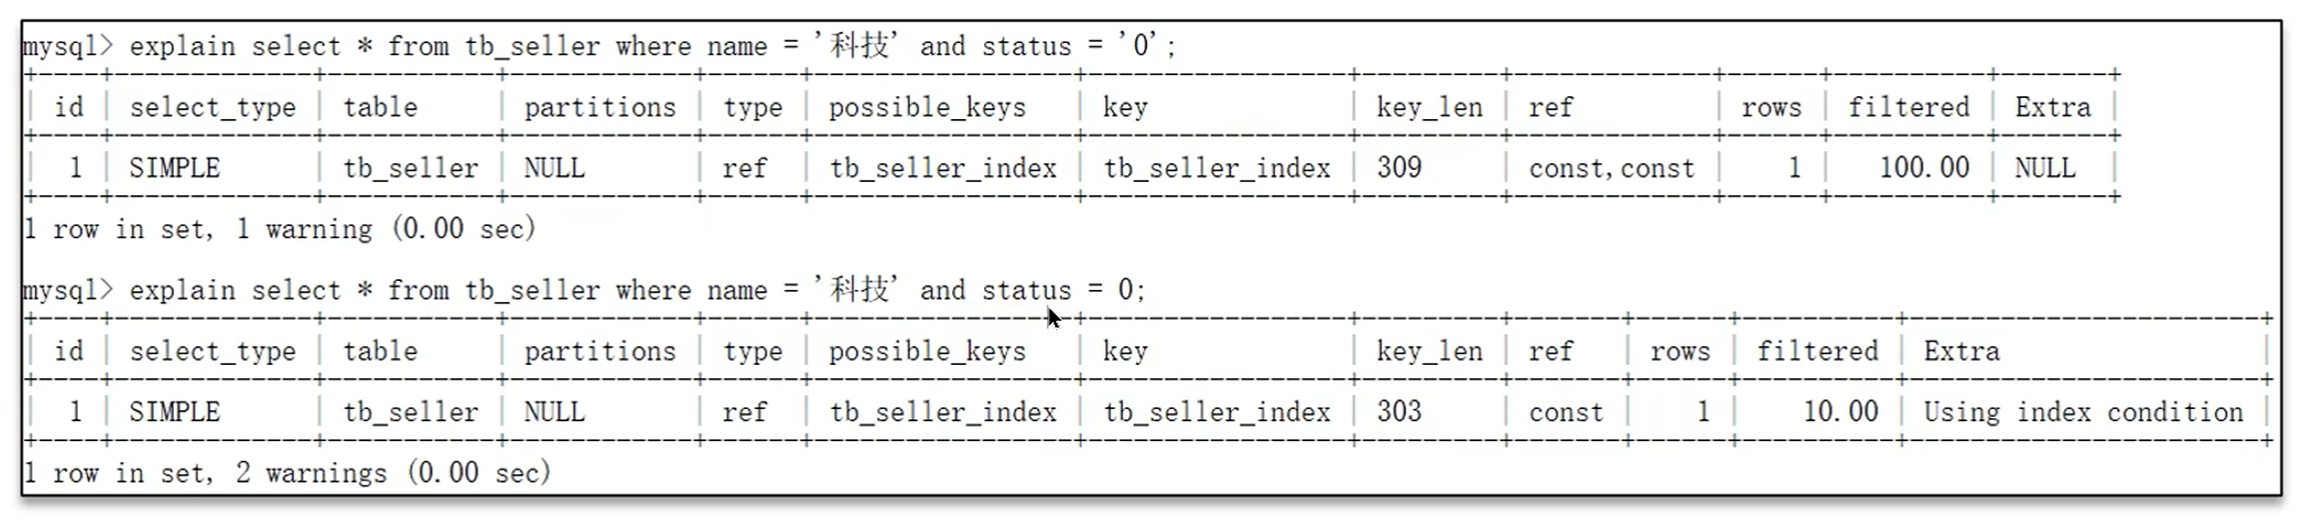 mysql> explain select * from tb_seller where name = '科技' and status = '0';
+----+-------------+-----------+------------+------+-----------------+-----------------+---------+-------------+------+----------+-------+
| id | select_type | table | partitions | type | possible_keys | key | key_len | ref | rows | filtered | Extra |
+----+-------------+-----------+------------+------+-----------------+-----------------+---------+-------------+------+----------+-------+
| 1 | SIMPLE | tb_seller | NULL | ref | tb_seller_index | tb_seller_index | 309 | const,const | 1 | 100.00 | NULL |
+----+-------------+-----------+------------+------+-----------------+-----------------+---------+-------------+------+----------+-------+
1 row in set, 1 warning (0.00 sec)
mysql> explain select * from tb_seller where name = '科技' and status = 0;
+----+-------------+-----------+------------+------+-----------------+-----------------+---------+-------+------+----------+-----------------------+
| id | select_type | table | partitions | type | possible_keys | key | key_len | ref | rows | filtered | Extra |
+----+-------------+-----------+------------+------+-----------------+-----------------+---------+-------+------+----------+-----------------------+
| 1 | SIMPLE | tb_seller | NULL | ref | tb_seller_index | tb_seller_index | 303 | const | 1 | 10.00 | Using index condition |
+----+-------------+-----------+------------+------+-----------------+-----------------+---------+-------+------+----------+-----------------------+
1 row in set, 2 warnings (0.00 sec)